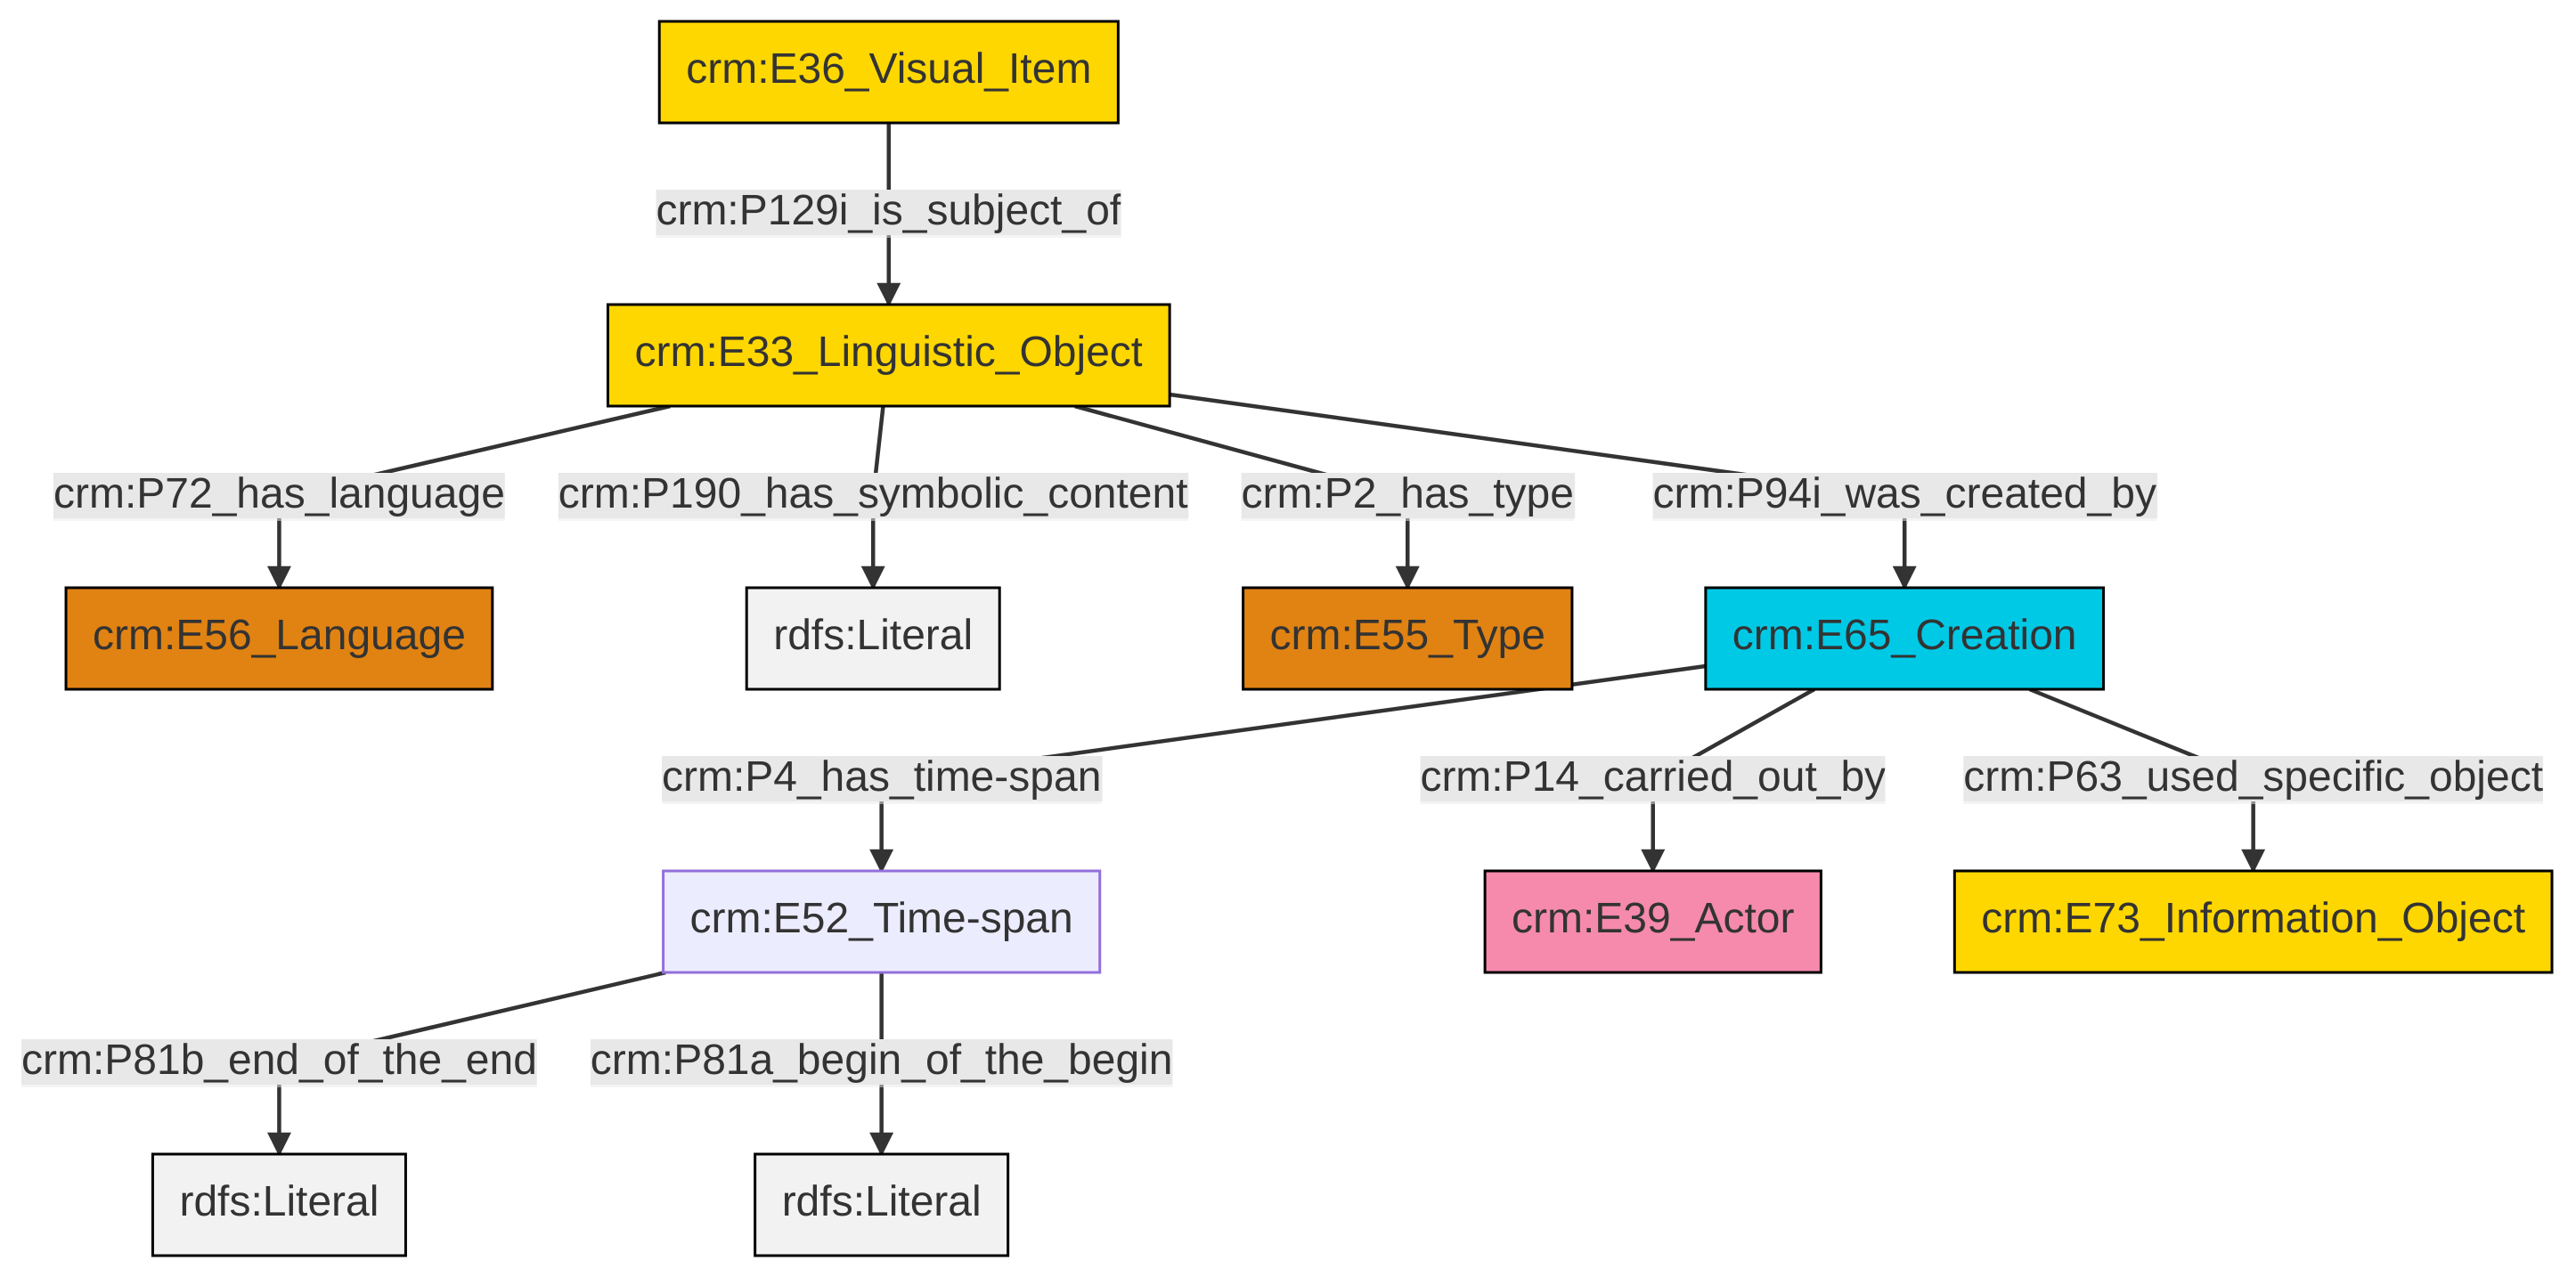 crm:E36_Visual_Item
crm:P129i_is_subject_of
crm:E33_Linguistic_Object
crm:P72_has_language
crm:P190_has_symbolic_content
crm:P2_has_type
crm:P94i_was_created_by
crm:E56_Language
rdfs:Literal
crm:E55_Type
crm:E65_Creation
crm:P4_has_time-span
crm:P14_carried_out_by
crm:P63_used_specific_object
crm:E52_Time-span
crm:E39_Actor
crm:E73_Information_Object
crm:P81b_end_of_the_end
crm:P81a_begin_of_the_begin
rdfs:Literal
rdfs:Literal